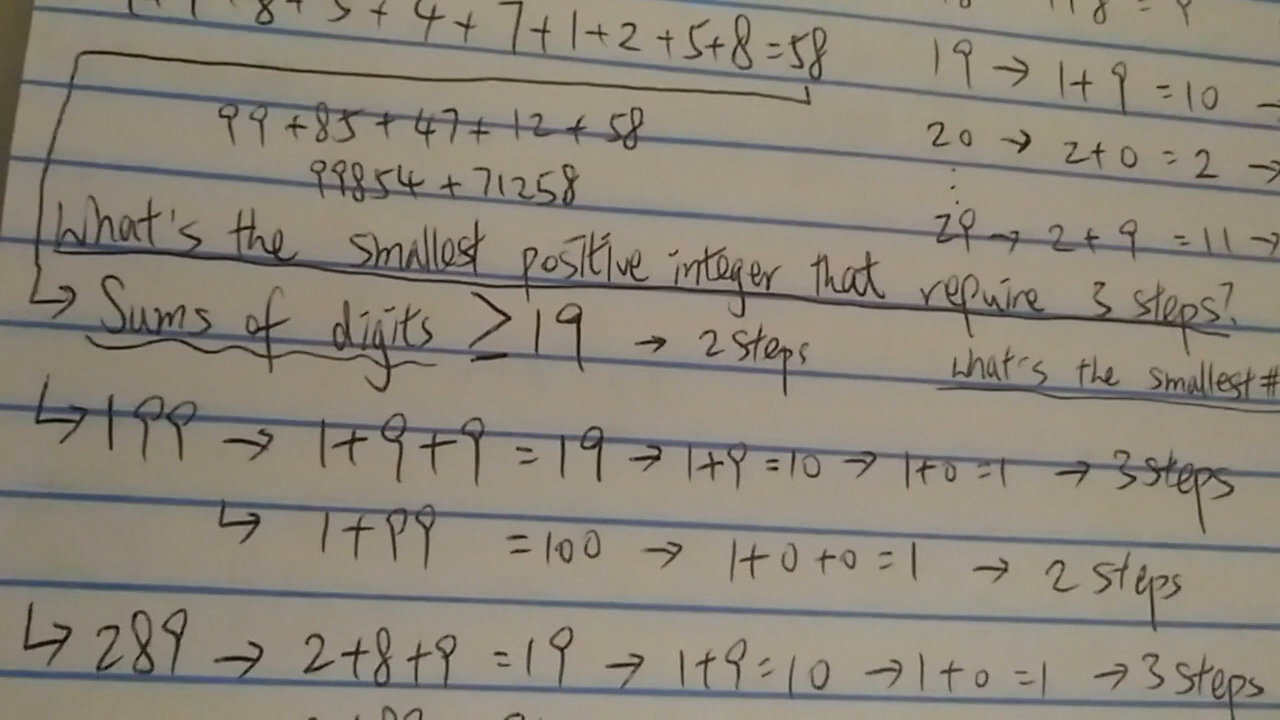 8+5+4+7+1+2+5+8=58
99+85+47+12+58
99854+71258
What's the smallest positive integer that require 3 steps?
↳ Sums of digits ≥19 → 2 steps
↳ 199 → 1+9+9 =19 → 1+9=10 → 1+0=1 → 3 steps
↳ 1+99 =100 → 1+0+0=1 → 2 steps
↳ 289 → 2+8+9 =19 → 1+9=10 → 1+0=1 → 3 steps
19 → 1+9 =10
20 → 2+0 =2 →
⋮
29 → 2+9 =11 →
what's the smallest #